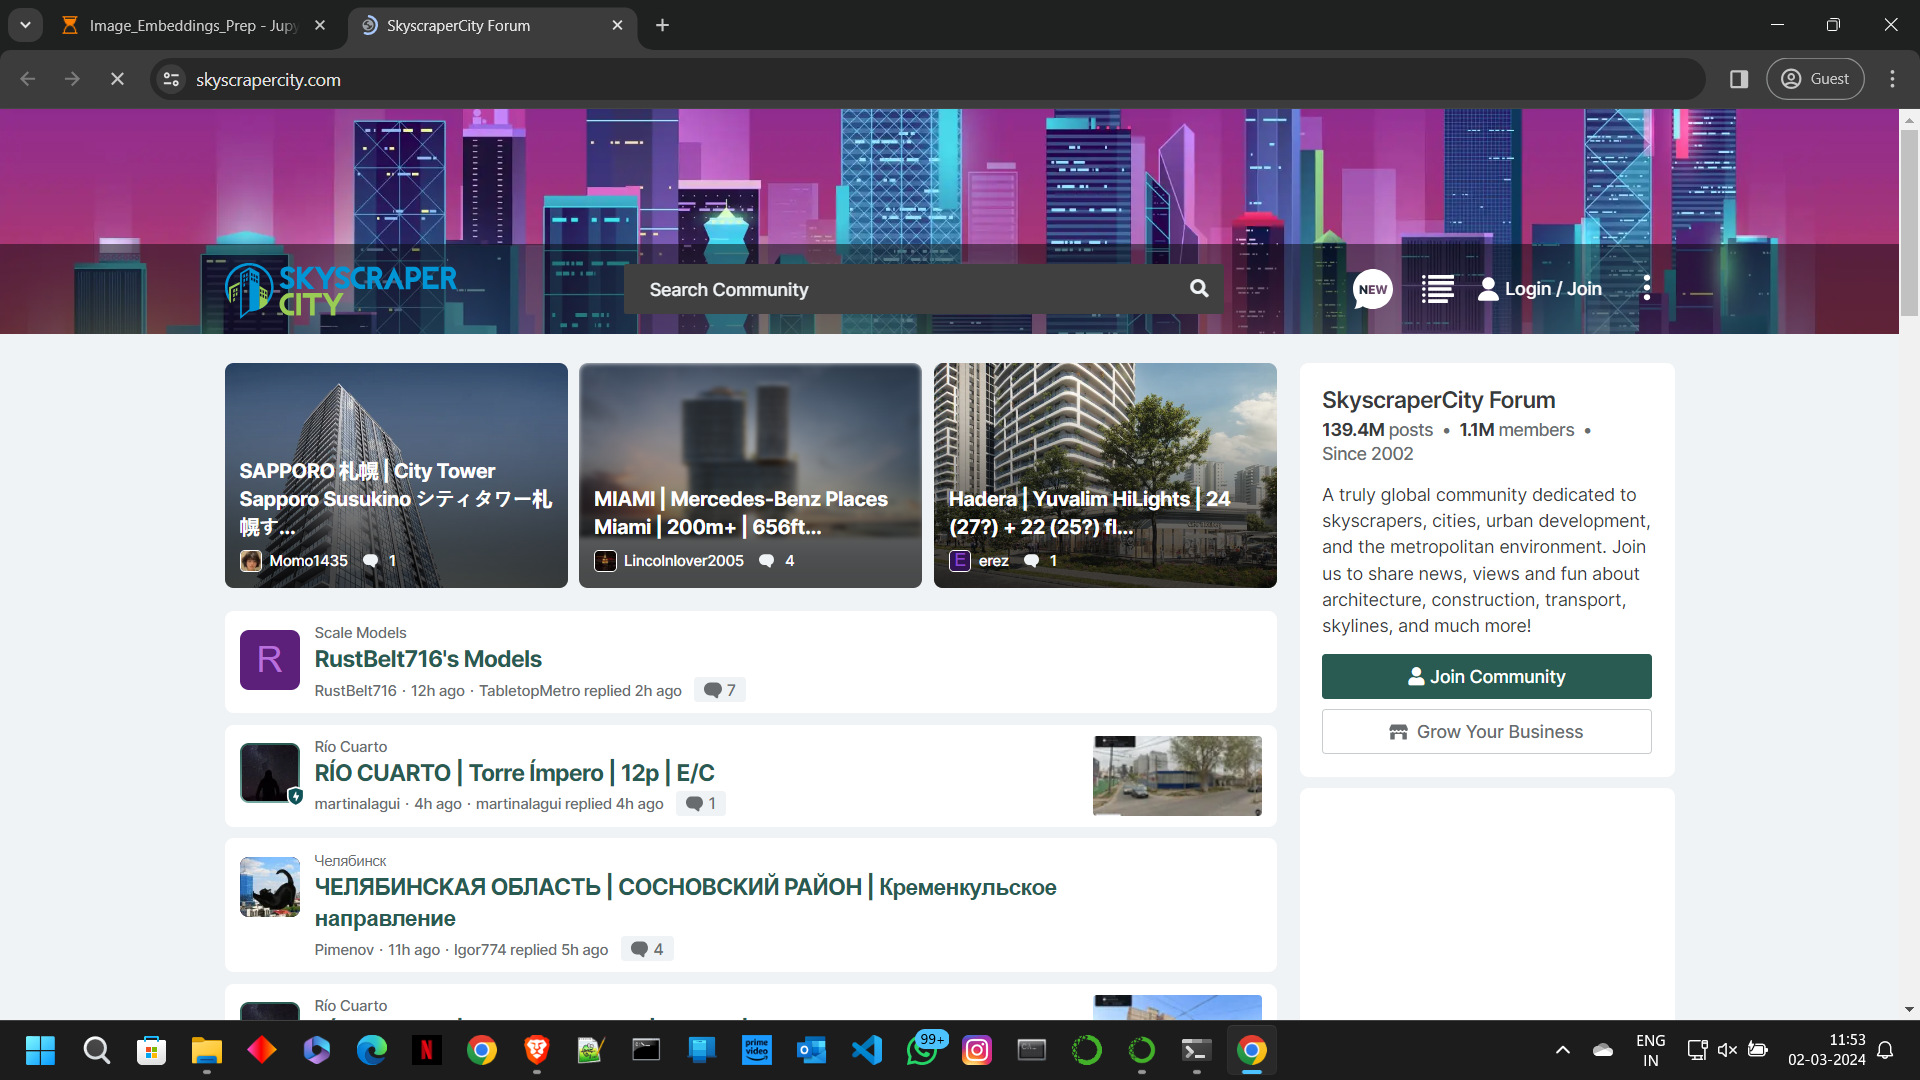 Image_Embeddings_Prep - Jupy
SkyscraperCity Forum
skyscrapercity.com
Guest
SKYSCRAPER
CITY
Search Community
NEW
Login / Join
SAPPORO 札幌 | City Tower
Sapporo Susukino シティタワー札
幌す...
Momo1435 1
MIAMI | Mercedes-Benz Places
Miami | 200m+ | 656ft...
Lincolnlover2005 4
Hadera | Yuvalim HiLights | 24
(27?) + 22 (25?) fl...
E erez 1
SkyscraperCity Forum
139.4M posts • 1.1M members •
Since 2002
A truly global community dedicated to
skyscrapers, cities, urban development,
and the metropolitan environment. Join
us to share news, views and fun about
architecture, construction, transport,
skylines, and much more!
Join Community
Grow Your Business
R
Scale Models
RustBelt716's Models
RustBelt716 · 12h ago · TabletopMetro replied 2h ago 7
Río Cuarto
RÍO CUARTO | Torre Ímpero | 12p | E/C
martinalagui · 4h ago · martinalagui replied 4h ago 1
Челябинск
ЧЕЛЯБИНСКАЯ ОБЛАСТЬ | СОСНОВСКИЙ РАЙОН | Кременкульское
направление
Pimenov · 11h ago · Igor774 replied 5h ago 4
Río Cuarto
N
prime
video
99+
ENG
IN
11:53
02-03-2024